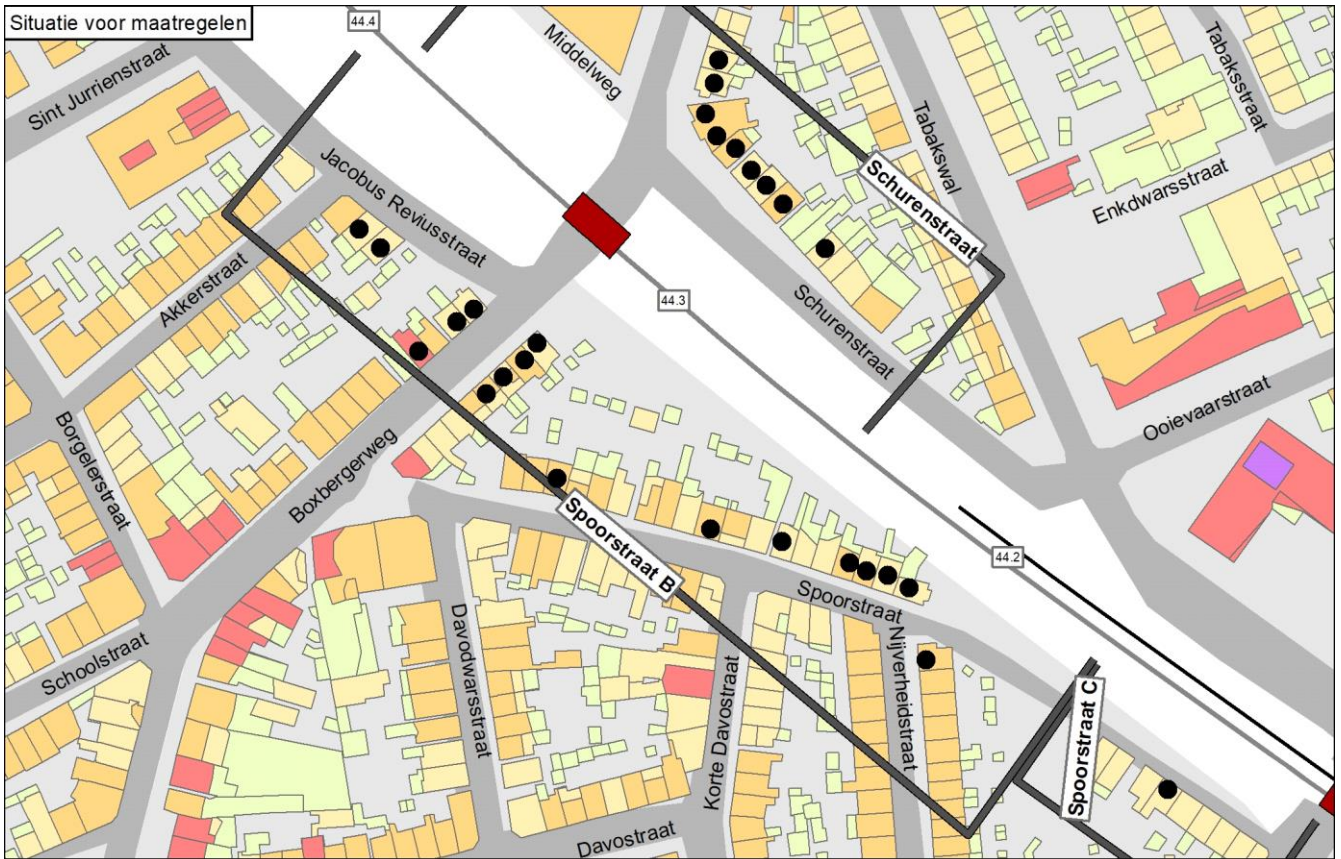 Situatie voor maatregelen
44.4
Middelweg
Sint Jurrienstraat
Tabaksstraat
Tabakswal
Jacobus Reviusstraat
Schurenstraat
Enkdwarsstraat
Akkerstraat
44.3
Schurenstraat
Ooievaarstraat
Borgelerstraat
Boxbergerweg
Spoorstraat B
44.2
Spoorstraat
Schoolstraat
Davodwarsstraat
Nijverheidstraat
Korte Davostraat
Spoorstraat C
Davostraat